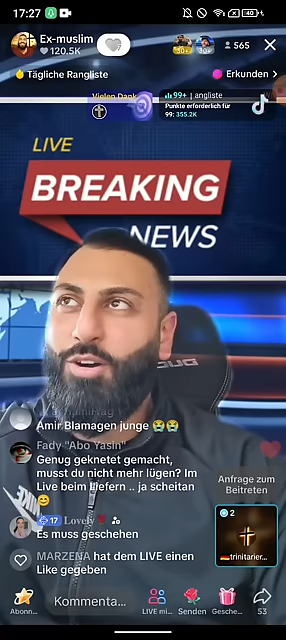 17:27
40
Ex-muslim
120.5K
565
Tägliche Rangliste
Erkunden >
Vielen Dank
99+ | angliste
Punkte erforderlich für
99: 355.2K
LIVE
BREAKING
NEWS
Amir Blamagen junge 😭😭
Fady "Abo Yasin"
Genug geknetet gemacht,
musst du nicht mehr lügen? Im
Live beim liefern .. ja scheitan
😊
17 Lovely
Es muss geschehen
MARZENA hat dem LIVE einen
Like gegeben
Anfrage zum
Beitreten
2
trinitarier...
Abonn...
Kommenta...
LIVE mi...
Senden
Gesche...
53